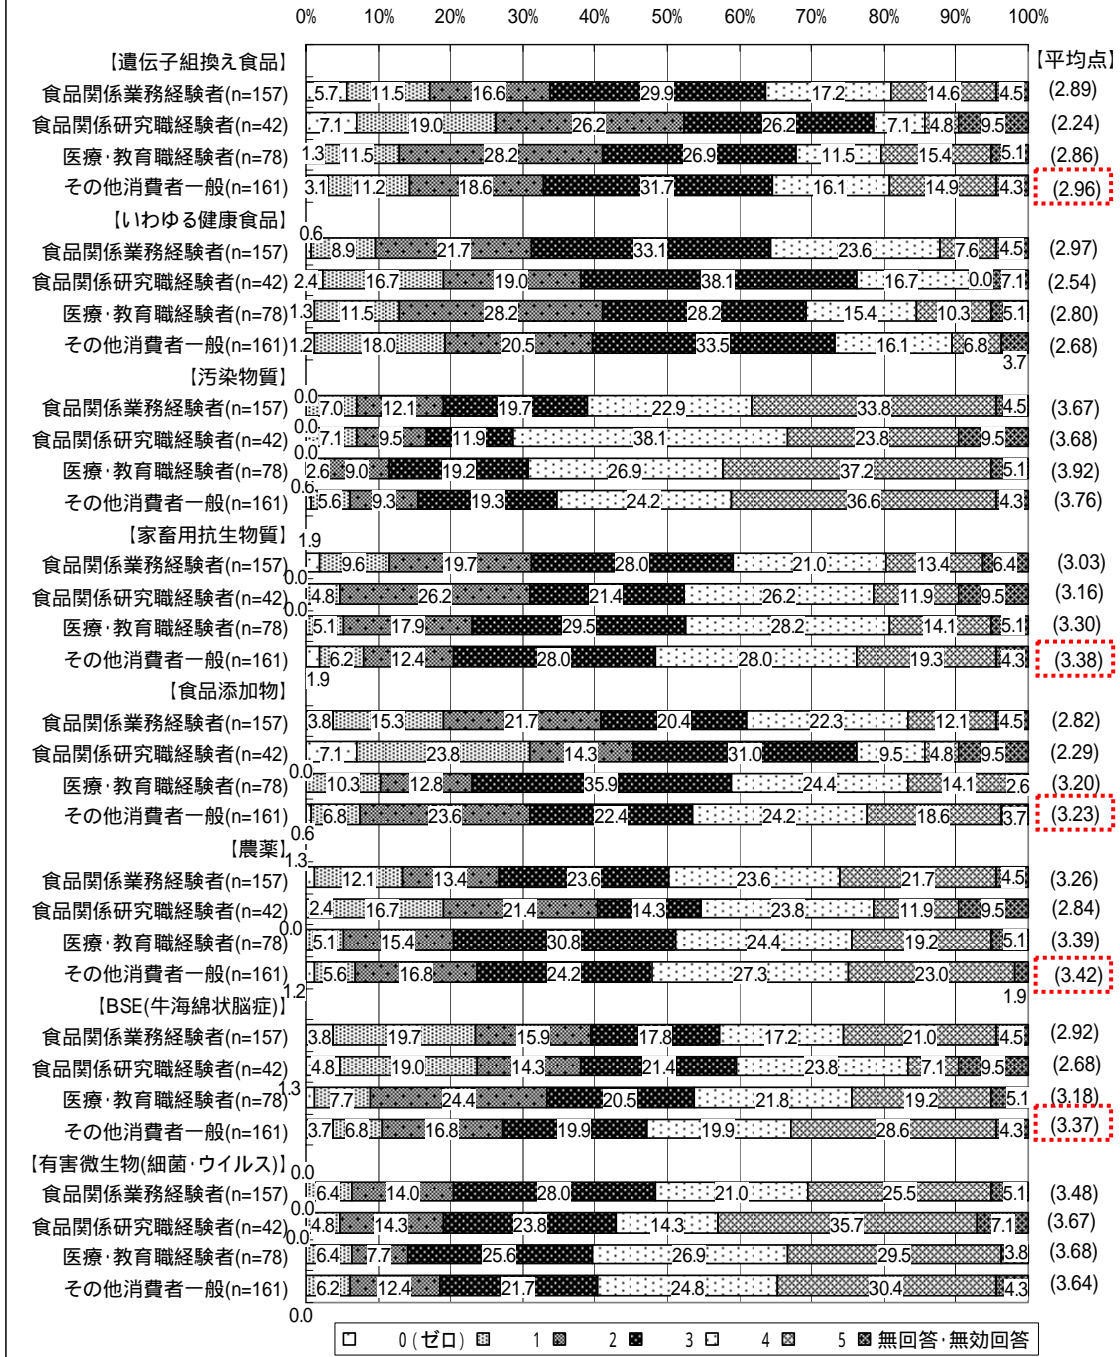 0% 10% 20% 30% 40% 50% 60% 70% 80% 90% 100%
【遺伝子組換え食品】 【平均点】
食品関係業務経験者(n=157) 5.7 11.5 16.6 29.9 17.2 14.6 4.5 (2.89)
食品関係研究職経験者(n=42) 7.1 19.0 26.2 26.2 7.1 4.8 9.5 (2.24)
医療･教育職経験者(n=78) 1.3 11.5 28.2 26.9 11.5 15.4 5.1 (2.86)
その他消費者一般(n=161) 3.1 11.2 18.6 31.7 16.1 14.9 4.3 (2.96)
【いわゆる健康食品】
食品関係業務経験者(n=157) 0.6 8.9 21.7 33.1 23.6 7.6 4.5 (2.97)
食品関係研究職経験者(n=42) 2.4 16.7 19.0 38.1 16.7 0.0 7.1 (2.54)
医療･教育職経験者(n=78) 1.3 11.5 28.2 28.2 15.4 10.3 5.1 (2.80)
その他消費者一般(n=161) 1.2 18.0 20.5 33.5 16.1 6.8 3.7 (2.68)
【汚染物質】
食品関係業務経験者(n=157) 0.0 7.0 12.1 19.7 22.9 33.8 4.5 (3.67)
食品関係研究職経験者(n=42) 0.0 7.1 9.5 11.9 38.1 23.8 9.5 (3.68)
医療･教育職経験者(n=78) 0.0 2.6 9.0 19.2 26.9 37.2 5.1 (3.92)
その他消費者一般(n=161) 0.6 5.6 9.3 19.3 24.2 36.6 4.3 (3.76)
【家畜用抗生物質】
食品関係業務経験者(n=157) 1.9 9.6 19.7 28.0 21.0 13.4 6.4 (3.03)
食品関係研究職経験者(n=42) 0.0 4.8 26.2 21.4 26.2 11.9 9.5 (3.16)
医療･教育職経験者(n=78) 0.0 5.1 17.9 29.5 28.2 14.1 5.1 (3.30)
その他消費者一般(n=161) 1.9 6.2 12.4 28.0 28.0 19.3 4.3 (3.38)
【食品添加物】
食品関係業務経験者(n=157) 3.8 15.3 21.7 20.4 22.3 12.1 4.5 (2.82)
食品関係研究職経験者(n=42) 7.1 23.8 14.3 31.0 9.5 4.8 9.5 (2.29)
医療･教育職経験者(n=78) 0.0 10.3 12.8 35.9 24.4 14.1 2.6 (3.20)
その他消費者一般(n=161) 0.6 6.8 23.6 22.4 24.2 18.6 3.7 (3.23)
【農薬】
食品関係業務経験者(n=157) 1.3 12.1 13.4 23.6 23.6 21.7 4.5 (3.26)
食品関係研究職経験者(n=42) 2.4 16.7 21.4 14.3 23.8 11.9 9.5 (2.84)
医療･教育職経験者(n=78) 0.0 5.1 15.4 30.8 24.4 19.2 5.1 (3.39)
その他消費者一般(n=161) 1.2 5.6 16.8 24.2 27.3 23.0 1.9 (3.42)
【BSE(牛海綿状脳症)】
食品関係業務経験者(n=157) 3.8 19.7 15.9 17.8 17.2 21.0 4.5 (2.92)
食品関係研究職経験者(n=42) 4.8 19.0 14.3 21.4 23.8 7.1 9.5 (2.68)
医療･教育職経験者(n=78) 1.3 7.7 24.4 20.5 21.8 19.2 5.1 (3.18)
その他消費者一般(n=161) 3.7 6.8 16.8 19.9 19.9 28.6 4.3 (3.37)
【有害微生物(細菌･ウイルス)】
食品関係業務経験者(n=157) 0.0 6.4 14.0 28.0 21.0 25.5 5.1 (3.48)
食品関係研究職経験者(n=42) 0.0 4.8 14.3 23.8 14.3 35.7 7.1 (3.67)
医療･教育職経験者(n=78) 0.0 6.4 7.7 25.6 26.9 29.5 3.8 (3.68)
その他消費者一般(n=161) 0.0 6.2 12.4 21.7 24.8 30.4 4.3 (3.64)
0(ゼロ) 1 2 3 4 5 無回答･無効回答